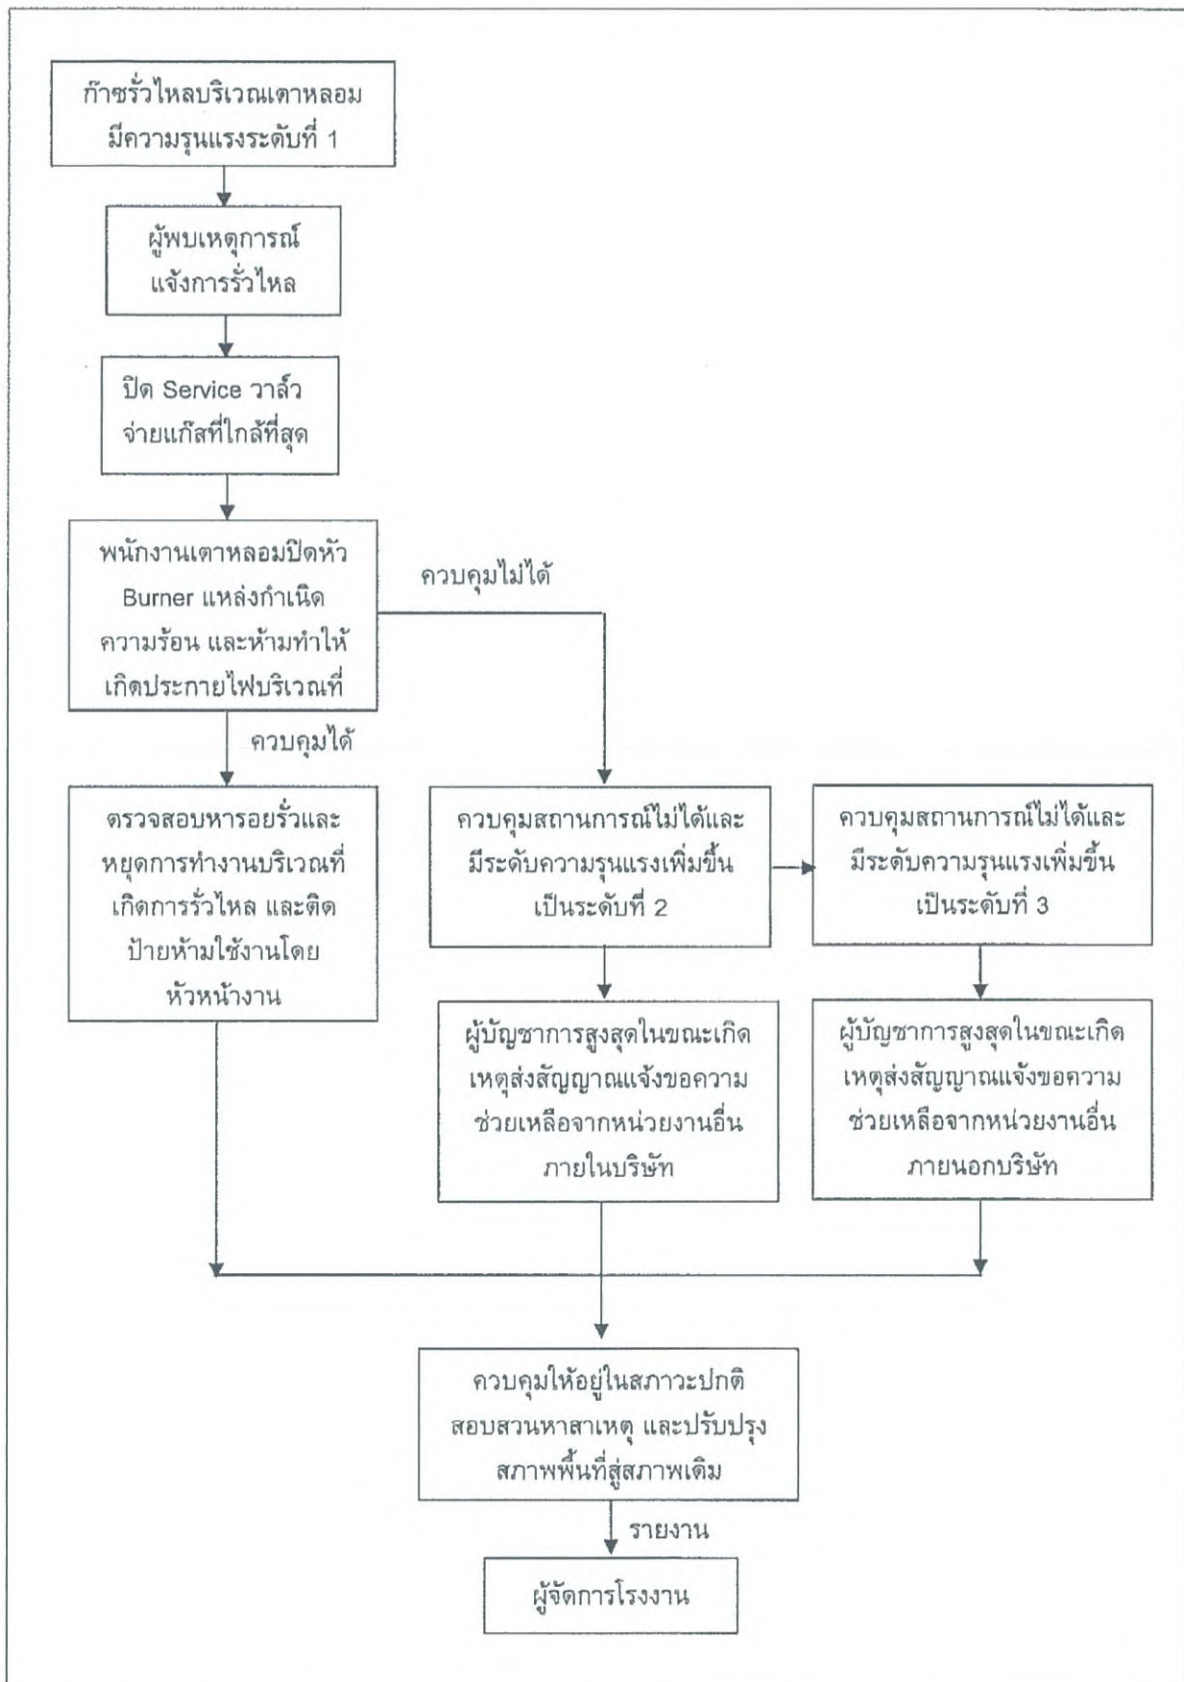 ก๊าซรั่วไหลบริเวณเตาหลอม
มีความรุนแรงระดับที่ 1
ผู้พบเหตุการณ์
แจ้งการรั่วไหล
ปิด Service วาล์ว
จ่ายแก๊สที่ใกล้ที่สุด
พนักงานเตาหลอมปิดหัว
Burner แหล่งกำเนิด
ความร้อน และห้ามทำให้
เกิดประกายไฟบริเวณที่
ควบคุมไม่ได้
ควบคุมได้
ตรวจสอบหารอยรั่วและ
หยุดการทำงานบริเวณที่
เกิดการรั่วไหล และติด
ป้ายห้ามใช้งานโดย
หัวหน้างาน
ควบคุมสถานการณ์ไม่ได้และ
มีระดับความรุนแรงเพิ่มขึ้น
เป็นระดับที่ 2
ควบคุมสถานการณ์ไม่ได้และ
มีระดับความรุนแรงเพิ่มขึ้น
เป็นระดับที่ 3
ผู้บัญชาการสูงสุดในขณะเกิด
เหตุส่งสัญญาณแจ้งขอความ
ช่วยเหลือจากหน่วยงานอื่น
ภายในบริษัท
ผู้บัญชาการสูงสุดในขณะเกิด
เหตุส่งสัญญาณแจ้งขอความ
ช่วยเหลือจากหน่วยงานอื่น
ภายนอกบริษัท
ควบคุมให้อยู่ในสภาวะปกติ
สอบสวนหาสาเหตุ และปรับปรุง
สภาพพื้นที่สู่สภาพเดิม
รายงาน
ผู้จัดการโรงงาน